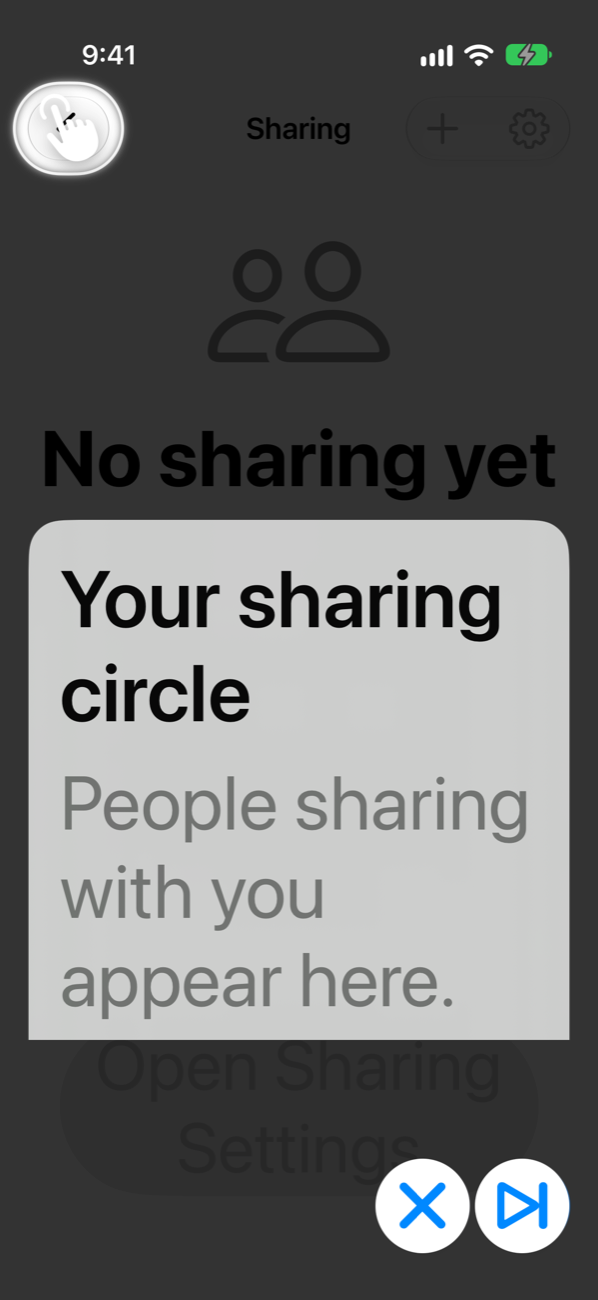 9:41
Sharing
No sharing yet
Your sharing
circle
People sharing
with you
appear here.
Open Sharing
Settings